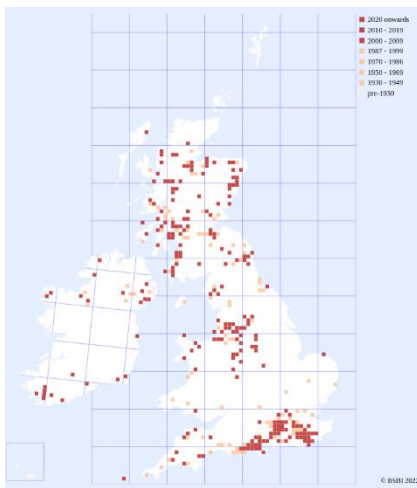 2020 onwards
2010 - 2019
2000 - 2009
1987 - 1999
1970 - 1986
1950 - 1969
1930 - 1949
pre-1930
© BSBI 2022